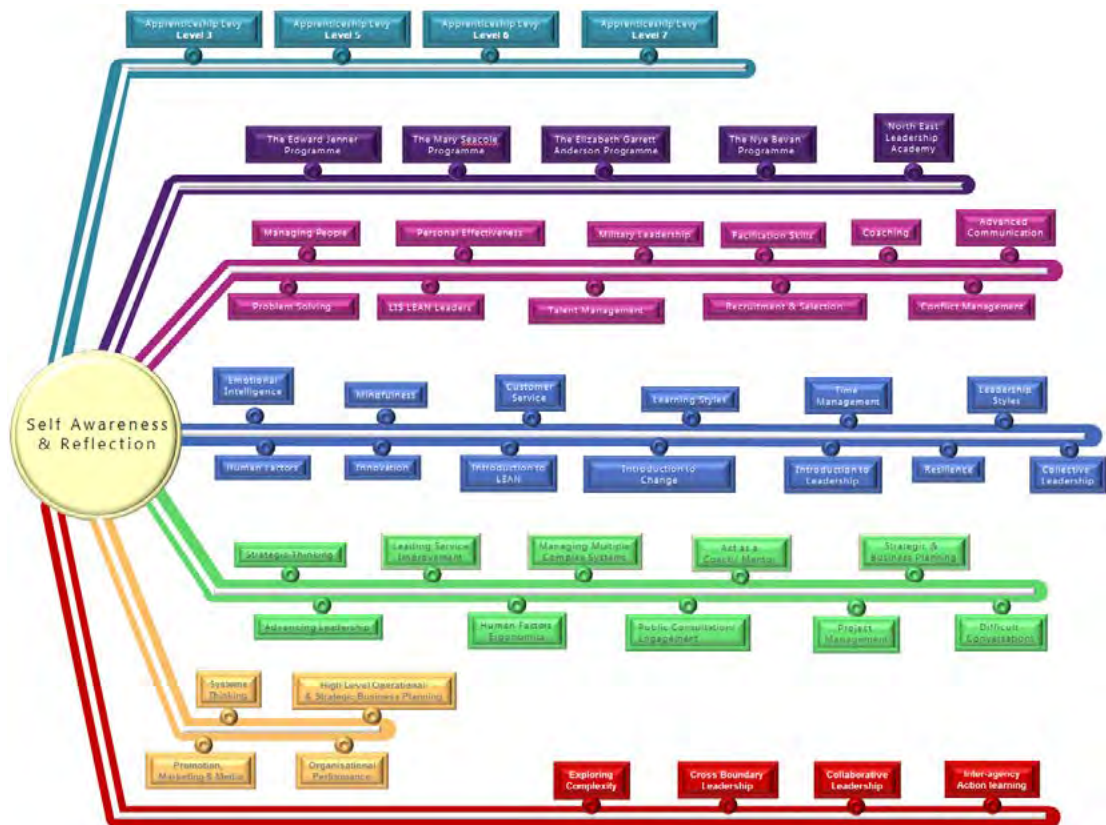 Apprenticeship Levy
Level 3
Apprenticeship Levy
Level 5
Apprenticeship Levy
Level 6
Apprenticeship Levy
Level 7
The Edward Jenner
Programme
The Mary Seacole
Programme
The Elizabeth Garrett
Anderson Programme
The Nye Bevan
Programme
North East
Leadership
Academy
Managing People
Personal Effectiveness
Military Leadership
Facilitation Skills
Coaching
Advanced
Communication
Problem Solving
LTS LEAN Leaders
Talent Management
Recruitment & Selection
Conflict Management
Self Awareness
& Reflection
Emotional
Intelligence
Mindfulness
Customer
Service
Learning Styles
Time
Management
Leadership
Styles
Human Factors
Innovation
Introduction to
LEAN
Introduction to
Change
Introduction to
Leadership
Resilience
Collective
Leadership
Strategic Thinking
Leading Service
Improvement
Managing Multiple
Complex Systems
Act as a
Coach/ Mentor
Strategic &
Business Planning
Advancing Leadership
Human Factors
Ergonomics
Public Consultation/
Engagement
Project
Management
Difficult
Conversations
Systems
Thinking
High Level Operational
& Strategic Business Planning
Promotion,
Marketing & Media
Organisational
Performance
Exploring
Complexity
Cross Boundary
Leadership
Collaborative
Leadership
Inter-agency
Action learning